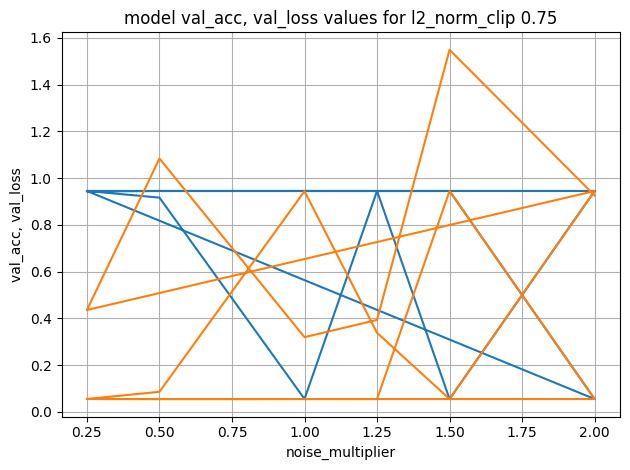 model val_acc, val_loss values for l2_norm_clip 0.75
1.6
1.4
1.2
1.0
0.8
0.6
0.4
0.2
0.0
val_acc, val_loss
0.25 0.50 0.75 1.00 1.25 1.50 1.75 2.00
noise_multiplier